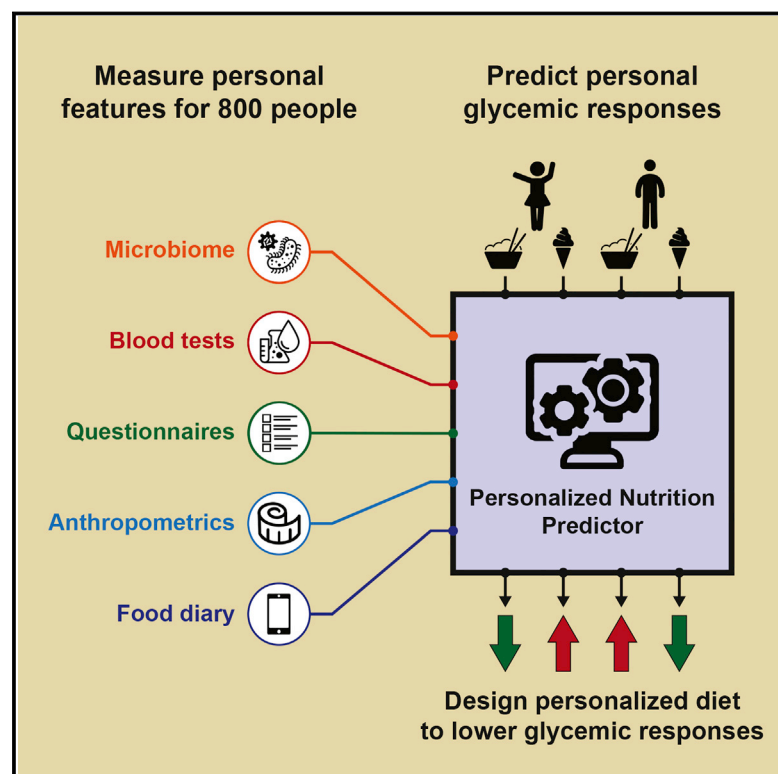 Measure personal
features for 800 people
Predict personal
glycemic responses
Microbiome
Blood tests
Questionnaires
Anthropometrics
Food diary
Personalized Nutrition
Predictor
Design personalized diet
to lower glycemic responses